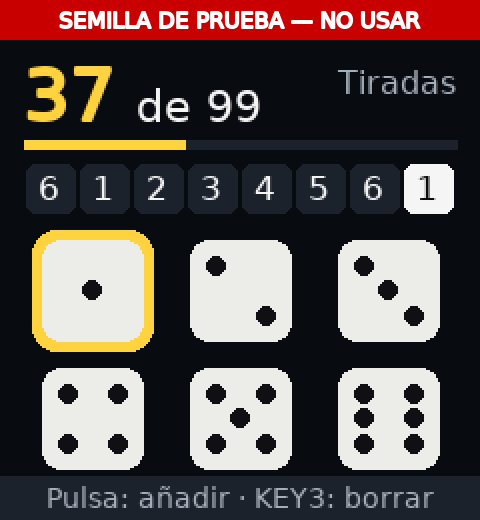 SEMILLA DE PRUEBA — NO USAR
37 de 99 Tiradas
6 1 2 3 4 5 6 1
Pulsa: añadir · KEY3: borrar